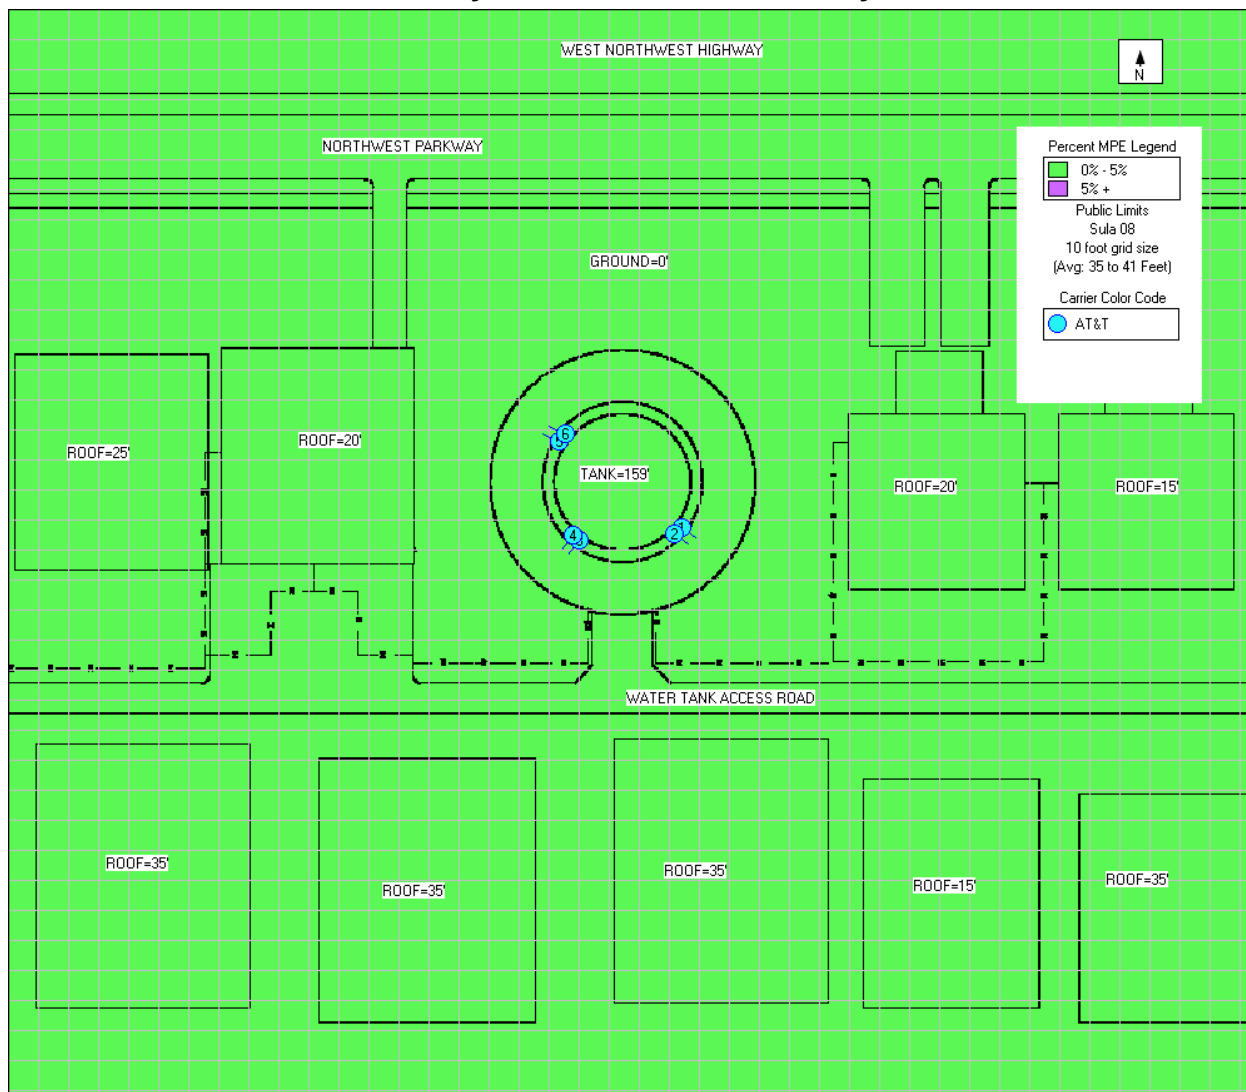 WEST NORTHWEST HIGHWAY
N
NORTHWEST PARKWAY
Percent MPE Legend
0% - 5%
5% +
Public Limits
Sula 08
10 foot grid size
(Avg: 35 to 41 Feet)
Carrier Color Code
AT&T
GROUND=0'
ROOF=25'
ROOF=20'
6
5
TANK=159'
ROOF=20'
ROOF=15'
4
3
2
1
WATER TANK ACCESS ROAD
ROOF=35'
ROOF=35'
ROOF=35'
ROOF=15'
ROOF=35'